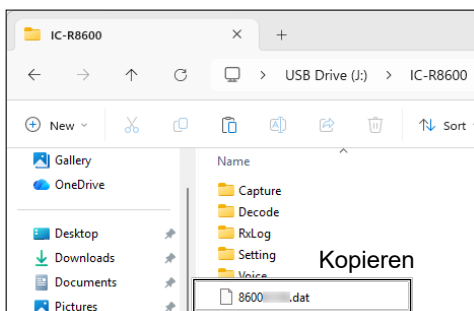 IC-R8600
USB Drive (J:) > IC-R8600
New
Sort
Gallery
OneDrive
Desktop
Downloads
Documents
Pictures
Name
Capture
Decode
RxLog
Setting
Voice
Kopieren
8600 .dat